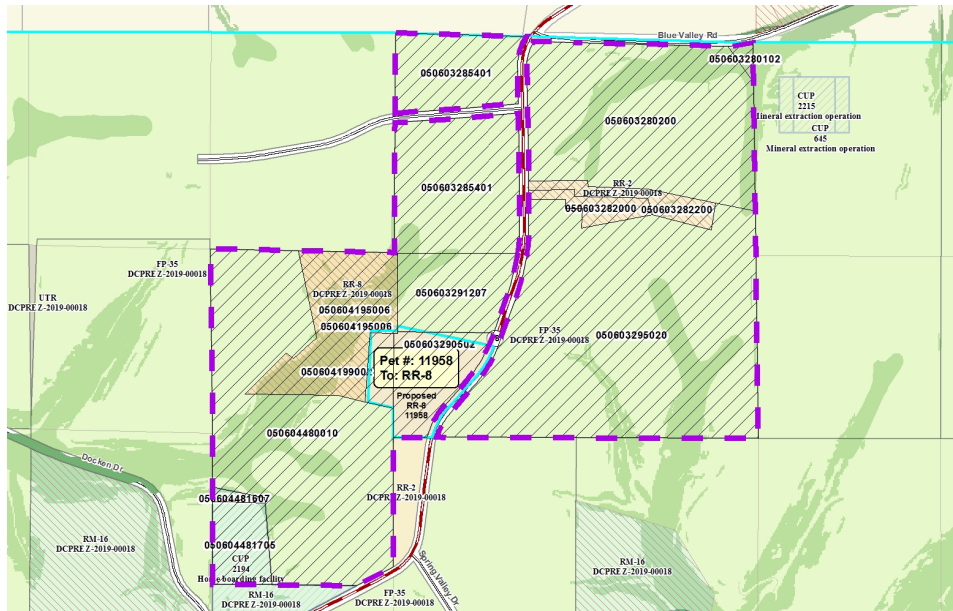 Blue Valley Rd
050603280102
050603285401
CUP
2215
Mineral extraction operation
CUP
645
Mineral extraction operation
050603280200
050603285401
RR-2
DCPREZ-2019-00018
050603282000
050603282200
FP-35
DCPREZ-2019-00018
UTR
DCPREZ-2019-00018
RR-8
DCPREZ-2019-00018
050603291207
050604195006
050604195006
050603290502
FP-35
DCPREZ-2019-00018
050603295020
Pet #: 11958
To: RR-8
Proposed
RR-8
11958
050604480010
Docken Dr
RR-2
DCPREZ-2019-00018
050604481607
050604481705
CUP
2194
Home boarding facility
RM-16
DCPREZ-2019-00018
RM-16
DCPREZ-2019-00018
FP-35
DCPREZ-2019-00018
Spring Valley Dr
RM-16
DCPREZ-2019-00018